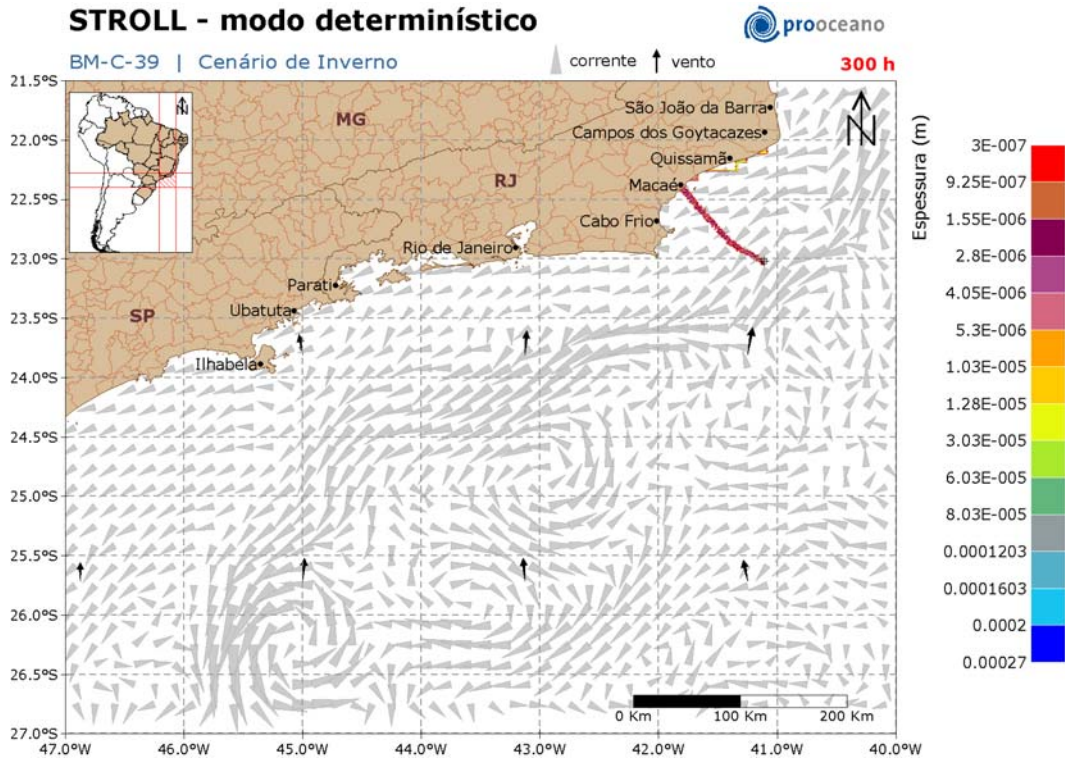 STROLL - modo determinístico
prooceano
BM-C-39 | Cenário de Inverno
corrente
vento
300 h
21.5°S
22.0°S
22.5°S
23.0°S
23.5°S
24.0°S
24.5°S
25.0°S
25.5°S
26.0°S
26.5°S
27.0°S
N
N
MG
RJ
SP
São João da Barra
Campos dos Goytacazes
Quissamã
Macaé
Cabo Frio
Rio de Janeiro
Parati
Ubatuta
Ilhabela
0 Km 100 Km 200 Km
47.0°W 46.0°W 45.0°W 44.0°W 43.0°W 42.0°W 41.0°W 40.0°W
Espessura (m)
3E-007
9.25E-007
1.55E-006
2.8E-006
4.05E-006
5.3E-006
1.03E-005
1.28E-005
3.03E-005
6.03E-005
8.03E-005
0.0001203
0.0001603
0.0002
0.00027